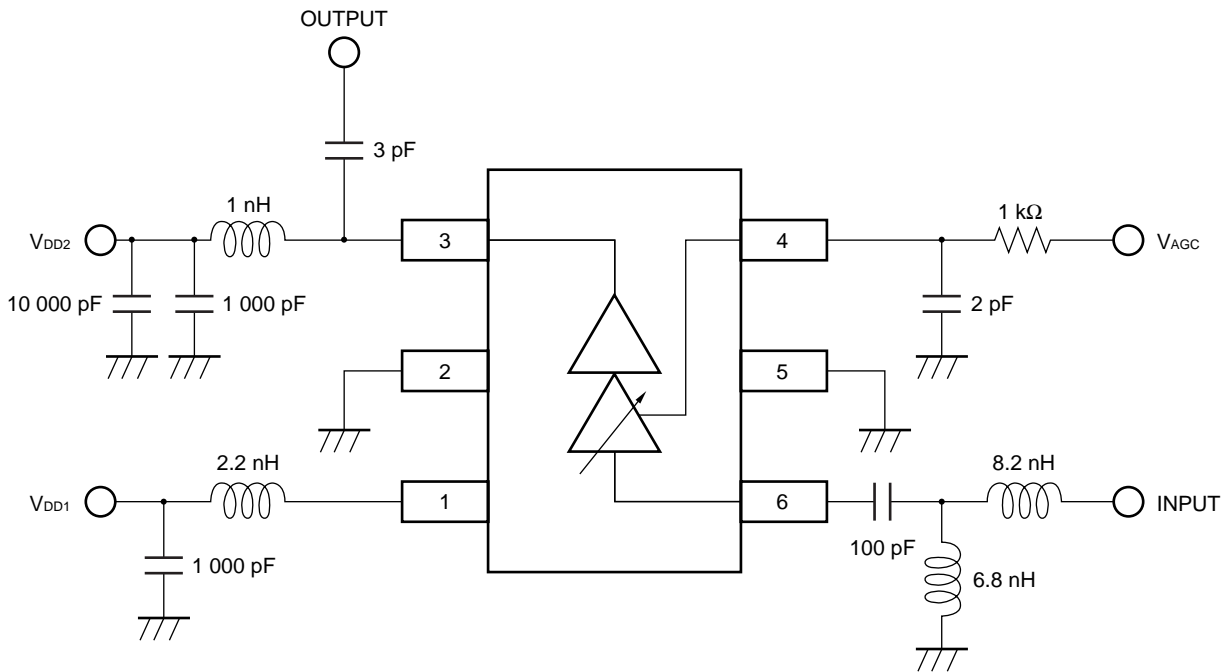 OUTPUT
3 pF
1 nH
VDD2
3
4
1 kΩ
VAGC
10 000 pF
1 000 pF
2 pF
2
5
2.2 nH
8.2 nH
VDD1
1
6
INPUT
100 pF
1 000 pF
6.8 nH